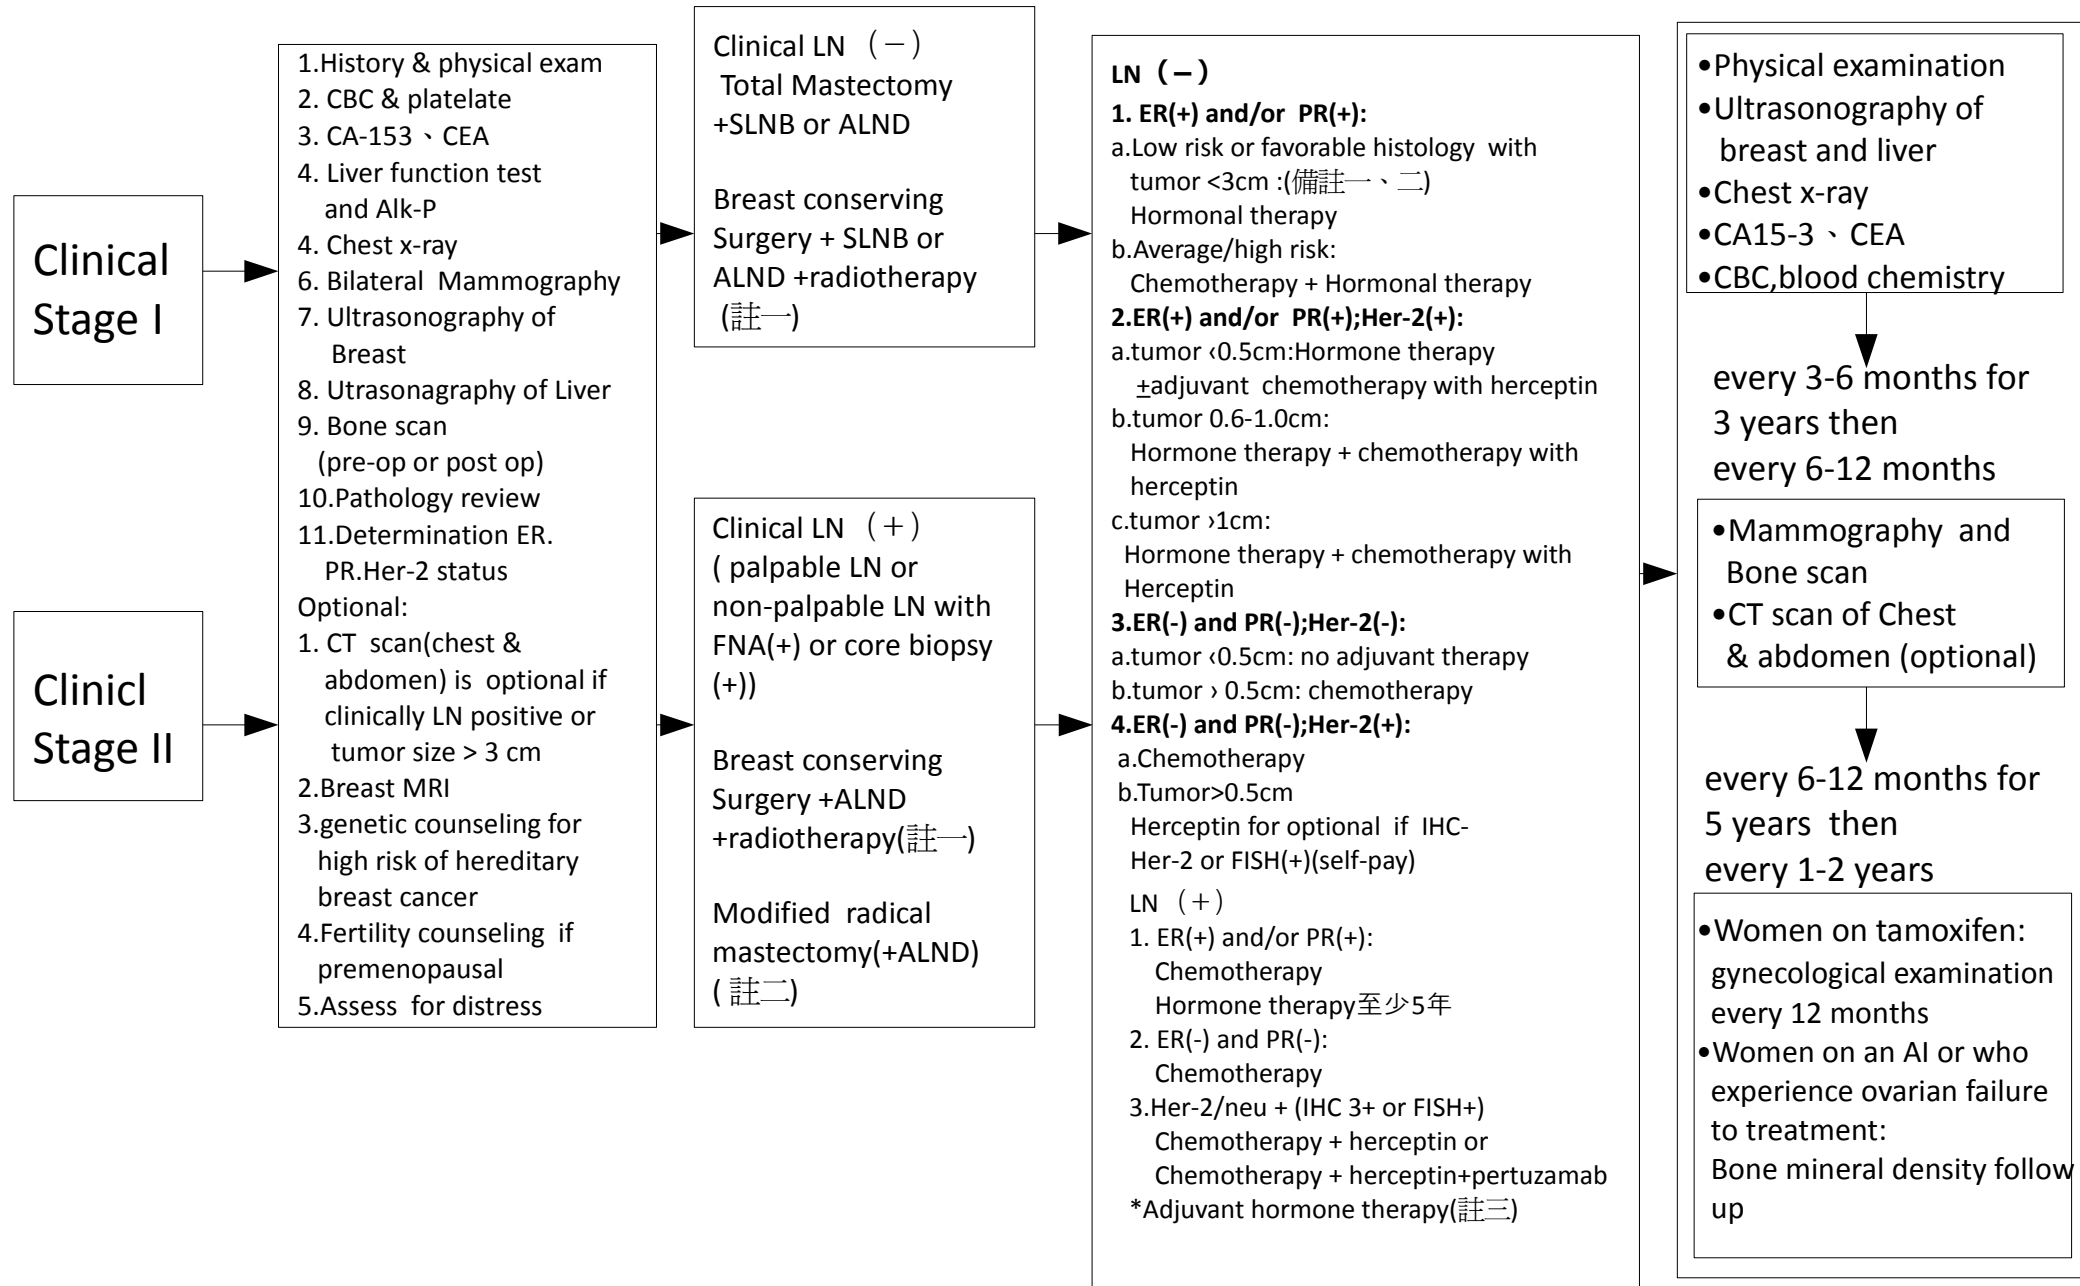 Clinical
Stage I
Clinicl
Stage II
1.History & physical exam
2. CBC & platelate
3. CA-153、CEA
4. Liver function test
and Alk-P
4. Chest x-ray
6. Bilateral Mammography
7. Ultrasonography of
Breast
8. Utrasonagraphy of Liver
9. Bone scan
(pre-op or post op)
10.Pathology review
11.Determination ER.
PR.Her-2 status
Optional:
1. CT scan(chest &
abdomen) is optional if
clinically LN positive or
tumor size > 3 cm
2.Breast MRI
3.genetic counseling for
high risk of hereditary
breast cancer
4.Fertility counseling if
premenopausal
5.Assess for distress
Clinical LN（－）
Total Mastectomy
+SLNB or ALND
Breast conserving
Surgery + SLNB or
ALND +radiotherapy
(註一)
Clinical LN（＋）
( palpable LN or
non-palpable LN with
FNA(+) or core biopsy
(+))
Breast conserving
Surgery +ALND
+radiotherapy(註一)
Modified radical
mastectomy(+ALND)
( 註二)
LN（－）
1. ER(+) and/or PR(+):
a.Low risk or favorable histology with
tumor <3cm :(備註一、二)
Hormonal therapy
b.Average/high risk:
Chemotherapy + Hormonal therapy
2.ER(+) and/or PR(+);Her-2(+):
a.tumor ‹0.5cm:Hormone therapy
±adjuvant chemotherapy with herceptin
b.tumor 0.6-1.0cm:
Hormone therapy + chemotherapy with
herceptin
c.tumor ›1cm:
Hormone therapy + chemotherapy with
Herceptin
3.ER(-) and PR(-);Her-2(-):
a.tumor ‹0.5cm: no adjuvant therapy
b.tumor › 0.5cm: chemotherapy
4.ER(-) and PR(-);Her-2(+):
a.Chemotherapy
b.Tumor>0.5cm
Herceptin for optional if IHC-
Her-2 or FISH(+)(self-pay)
LN（＋）
1. ER(+) and/or PR(+):
Chemotherapy
Hormone therapy至少5年
2. ER(-) and PR(-):
Chemotherapy
3.Her-2/neu + (IHC 3+ or FISH+)
Chemotherapy + herceptin or
Chemotherapy + herceptin+pertuzamab
*Adjuvant hormone therapy(註三)
•Physical examination
•Ultrasonography of
breast and liver
•Chest x-ray
•CA15-3、CEA
•CBC,blood chemistry
every 3-6 months for
3 years then
every 6-12 months
•Mammography and
Bone scan
•CT scan of Chest
& abdomen (optional)
every 6-12 months for
5 years then
every 1-2 years
•Women on tamoxifen:
gynecological examination
every 12 months
•Women on an AI or who
experience ovarian failure
to treatment:
Bone mineral density follow
up